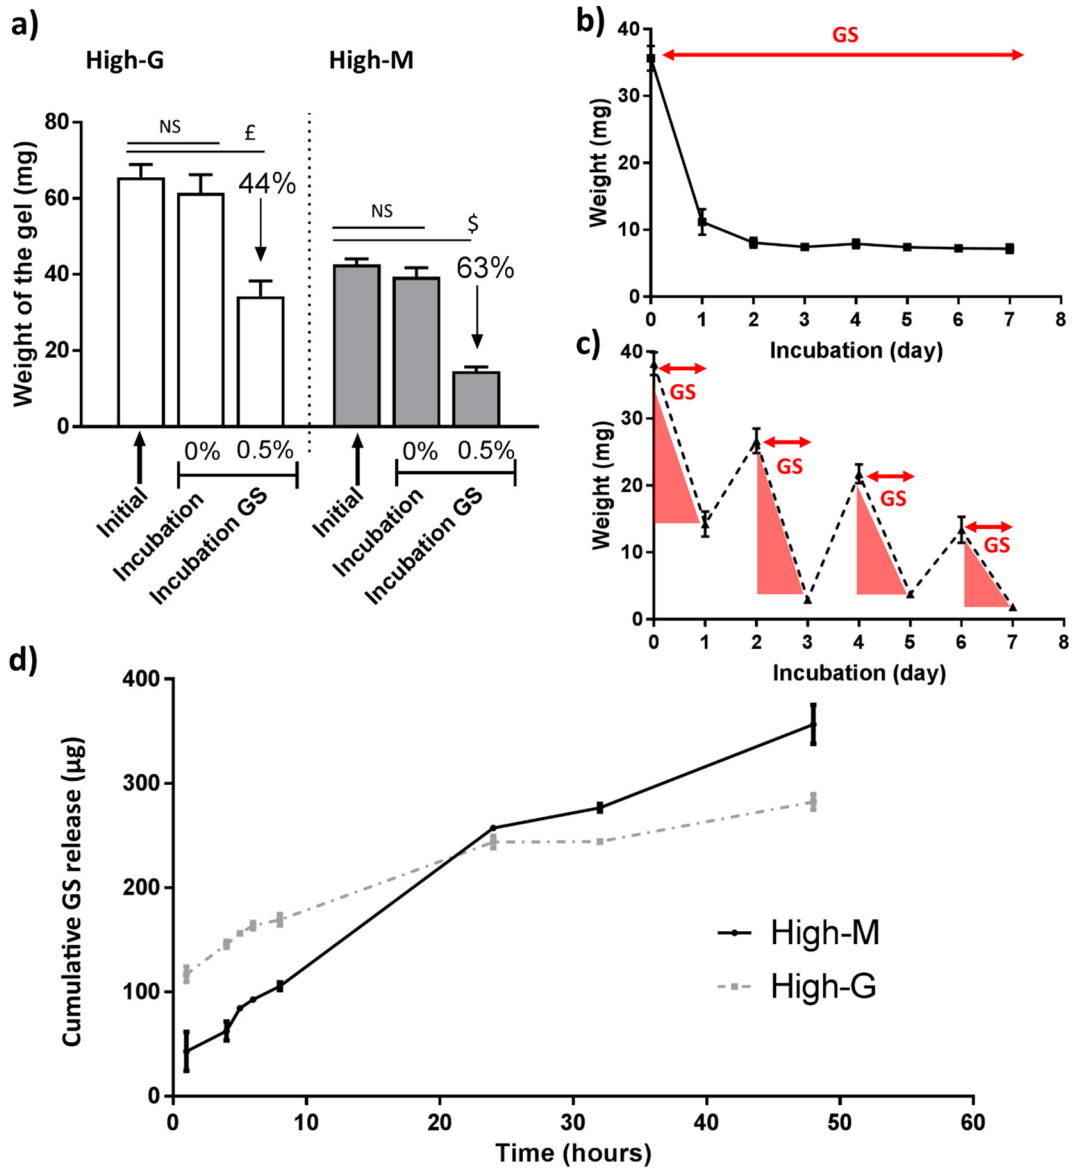 a)
High-G
High-M
Weight of the gel (mg)
80
60
40
20
0
NS
£
44%
NS
$
63%
0%
0.5%
0%
0.5%
Initial
Incubation
Incubation GS
Initial
Incubation
Incubation GS
b)
GS
Weight (mg)
40
30
20
10
0
0 1 2 3 4 5 6 7 8
Incubation (day)
c)
Weight (mg)
40
30
20
10
0
GS
GS
GS
GS
0 1 2 3 4 5 6 7 8
Incubation (day)
d)
Cumulative GS release (µg)
400
300
200
100
0
High-M
High-G
0 10 20 30 40 50 60
Time (hours)